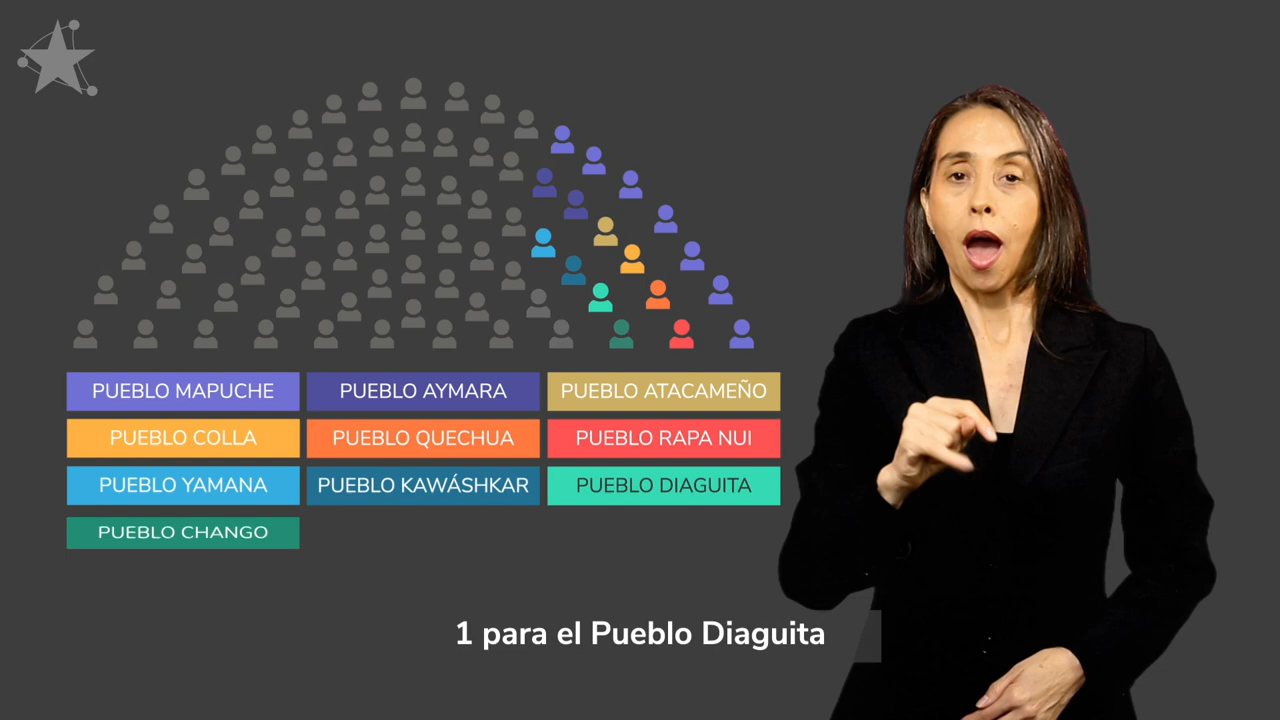 PUEBLO MAPUCHE
PUEBLO AYMARA
PUEBLO ATACAMEÑO
PUEBLO COLLA
PUEBLO QUECHUA
PUEBLO RAPA NUI
PUEBLO YAMANA
PUEBLO KAWÁSHKAR
PUEBLO DIAGUITA
PUEBLO CHANGO
1 para el Pueblo Diaguita